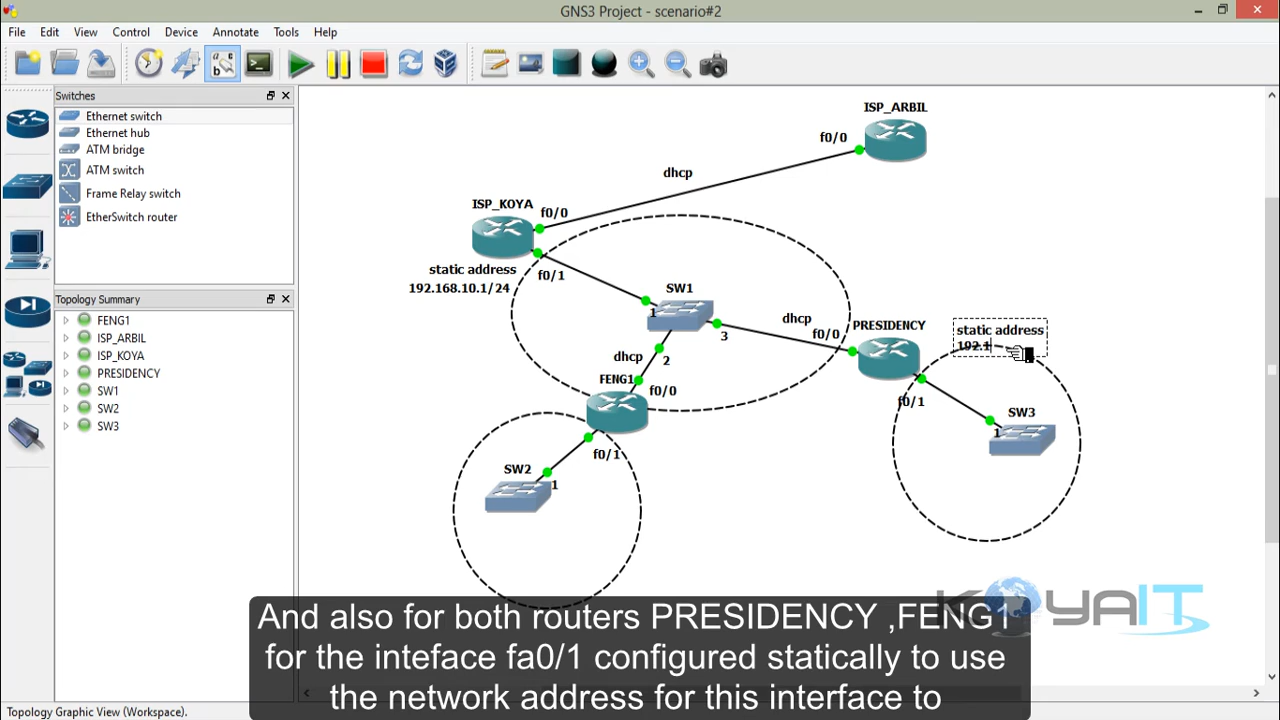 GNS3 Project - scenario#2
File Edit View Control Device Annotate Tools Help
Switches
Ethernet switch
Ethernet hub
ATM bridge
ATM switch
Frame Relay switch
EtherSwitch router
Topology Summary
FENG1
ISP_ARBIL
ISP_KOYA
PRESIDENCY
SW1
SW2
SW3
ISP_ARBIL
f0/0
dhcp
ISP_KOYA
f0/0
static address
192.168.10.1/24
f0/1
SW1
1
3
2
dhcp
f0/0
PRESIDENCY
static address
192.1
dhcp
FENG1
f0/0
f0/1
SW3
1
f0/1
SW2
1
KOYAIT
And also for both routers PRESIDENCY ,FENG1
for the inteface fa0/1 configured statically to use
the network address for this interface to
Topology Graphic View (Workspace).